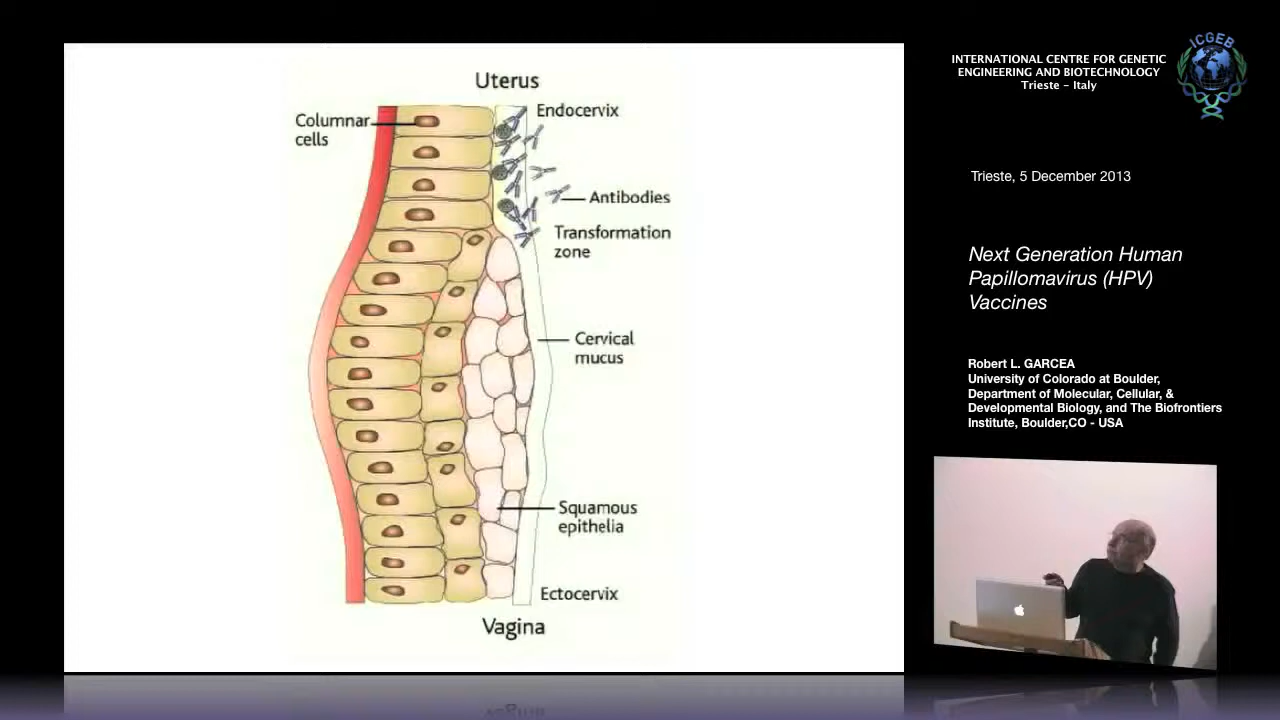 Uterus
Columnar
cells
Endocervix
Antibodies
Transformation
zone
Cervical
mucus
Squamous
epithelia
Ectocervix
Vagina
ICGEB
INTERNATIONAL CENTRE FOR GENETIC
ENGINEERING AND BIOTECHNOLOGY
Trieste - Italy
Trieste, 5 December 2013
Next Generation Human
Papillomavirus (HPV)
Vaccines
Robert L. GARCEA
University of Colorado at Boulder,
Department of Molecular, Cellular, &
Developmental Biology, and The Biofrontiers
Institute, Boulder,CO - USA